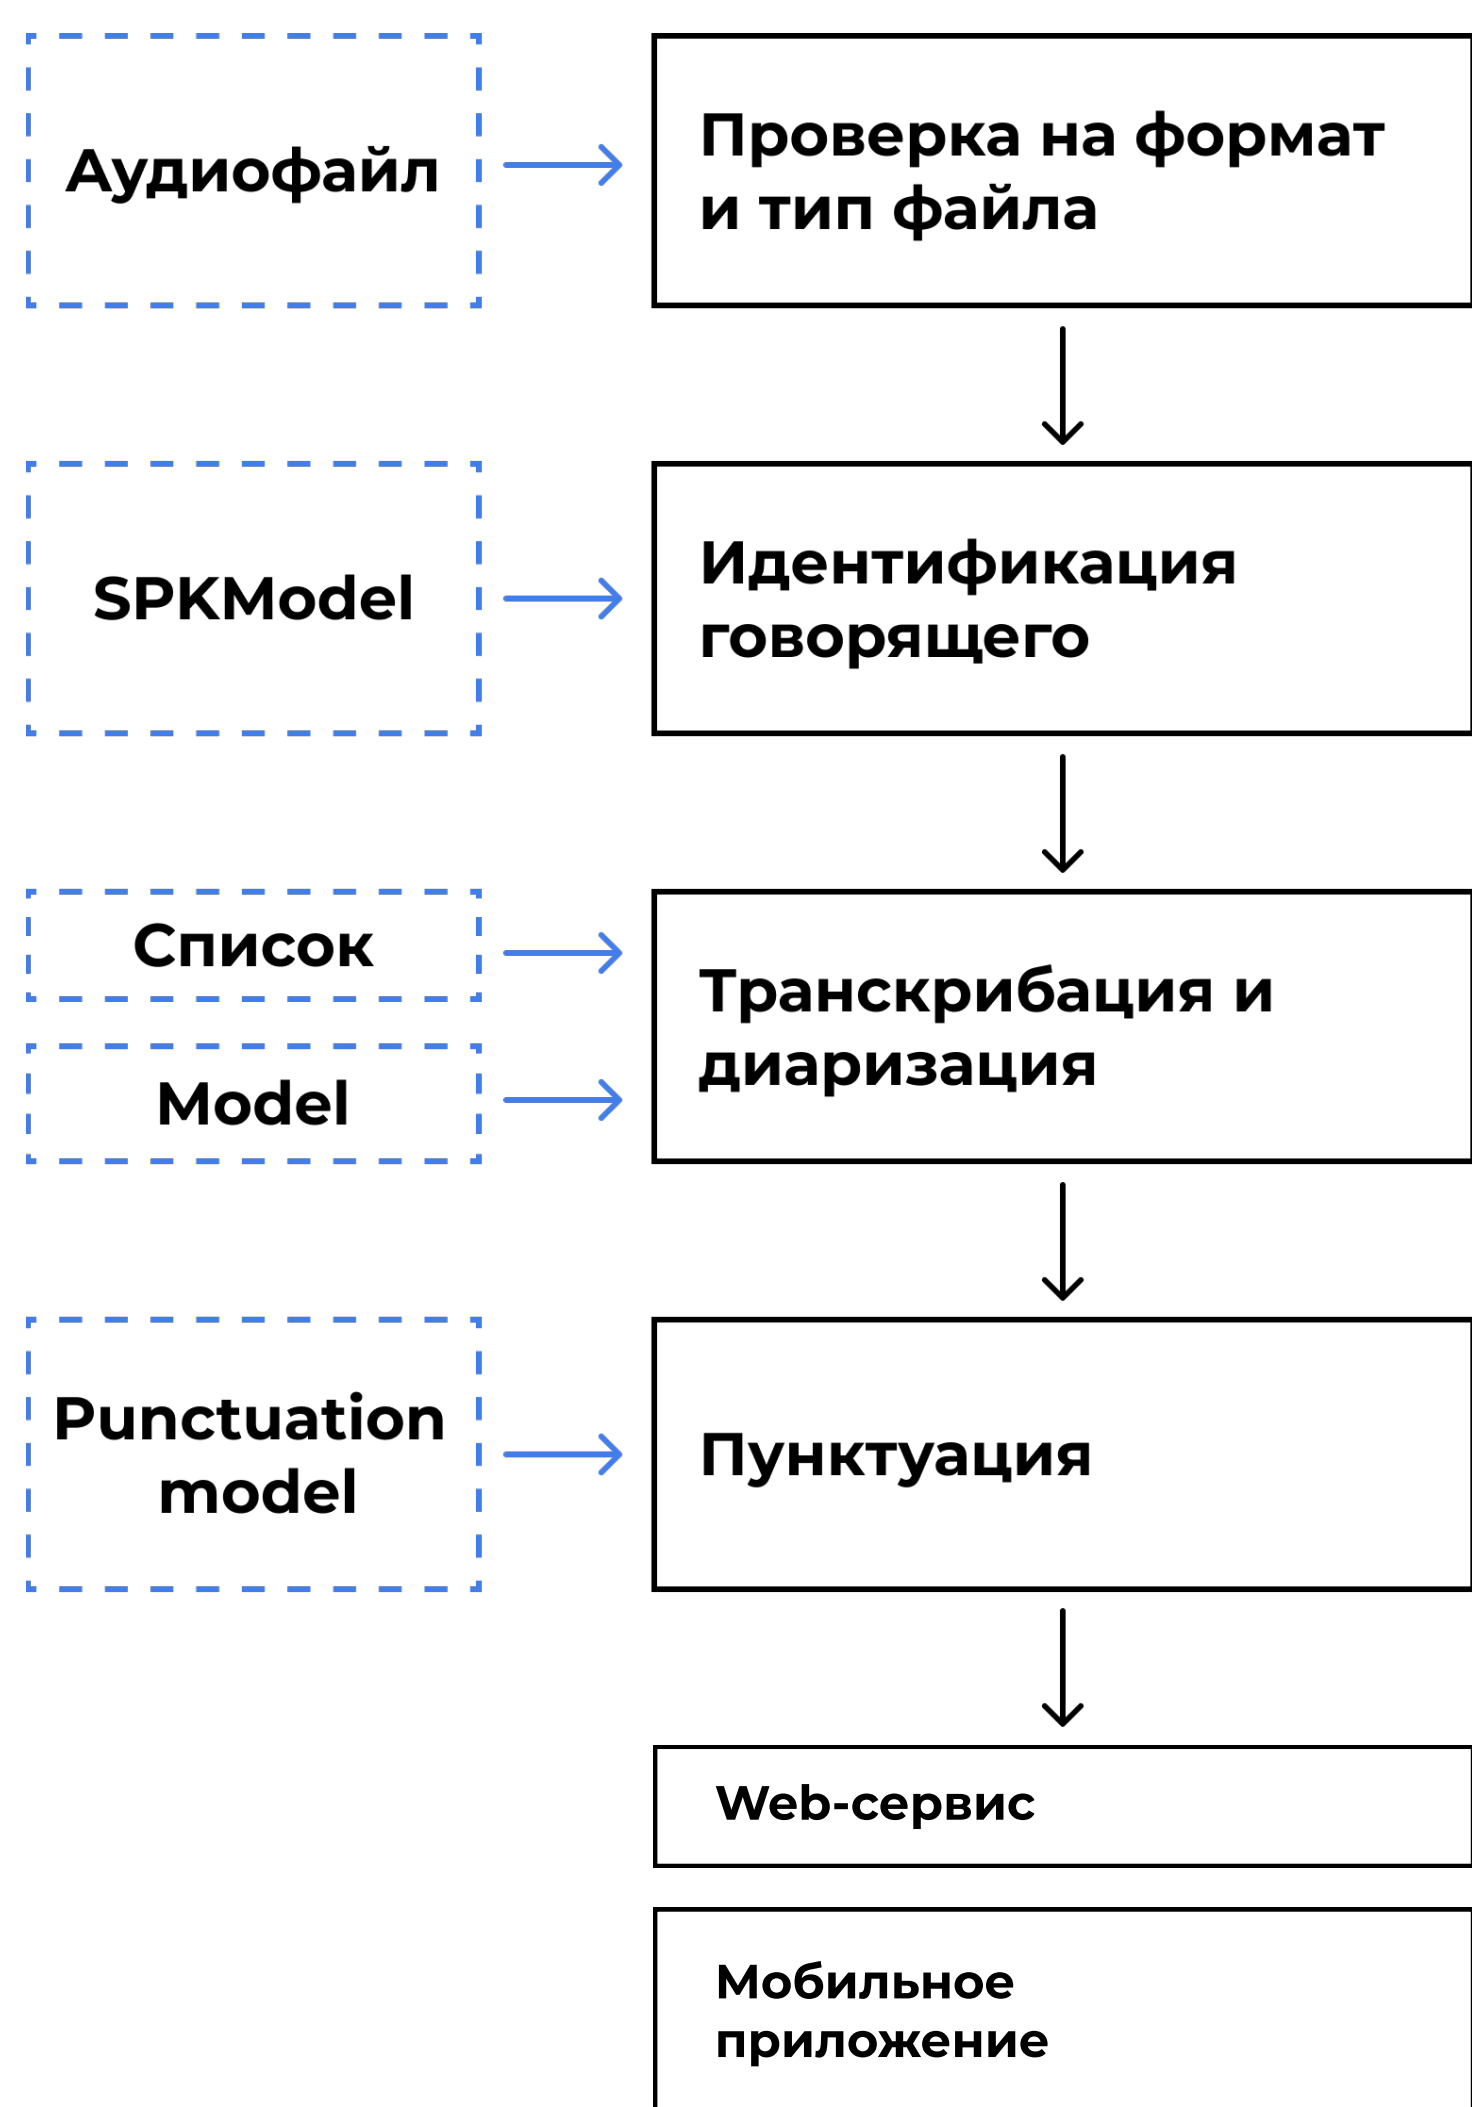 Аудиофайл
Проверка на формат
и тип файла
SPKModel
Идентификация
говорящего
Список
Model
Транскрибация и
диаризация
Punctuation
model
Пунктуация
Web-сервис
Мобильное
приложение